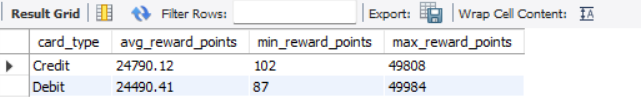 Result Grid Filter Rows: Export: Wrap Cell Content: IA
card_type avg_reward_points min_reward_points max_reward_points
Credit 24790.12 102 49808
Debit 24490.41 87 49984